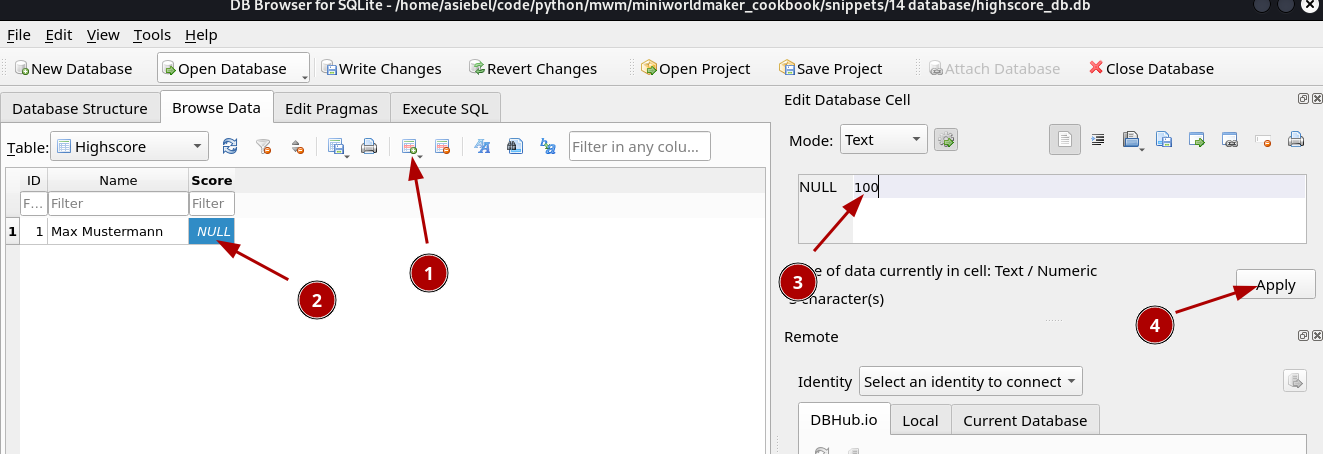 DB Browser for SQLite - /home/asiebel/code/python/mwm/miniworldmaker_cookbook/snippets/14 database/highscore_db.db
File Edit View Tools Help
New Database Open Database Write Changes Revert Changes Open Project Save Project Attach Database Close Database
Database Structure Browse Data Edit Pragmas Execute SQL
Table: Highscore Filter in any colu...
ID Name Score
F... Filter Filter
1 1 Max Mustermann NULL
1
2
Edit Database Cell
Mode: Text
NULL 100
3
e of data currently in cell: Text / Numeric
character(s)
Apply
4
Remote
Identity Select an identity to connect
DBHub.io Local Current Database